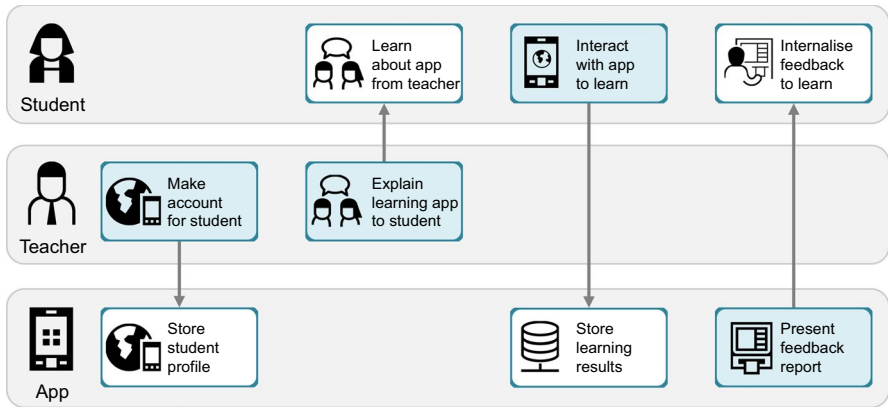 Learn
about app
from teacher
Interact
with app
to learn
Internalise
feedback
to learn
Student
Make
account
for student
Explain
learning app
to student
Teacher
Store
student
profile
Store
learning
results
Present
feedback
report
App